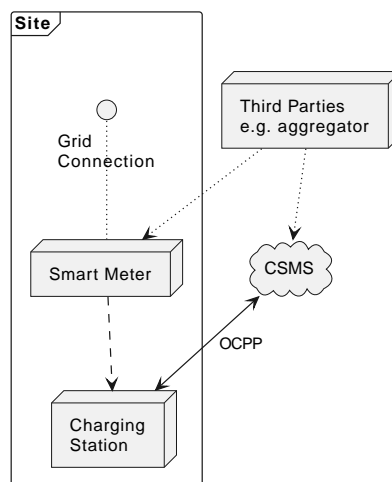 Site
Third Parties
e.g. aggregator
Grid
Connection
Smart Meter
CSMS
OCPP
Charging
Station